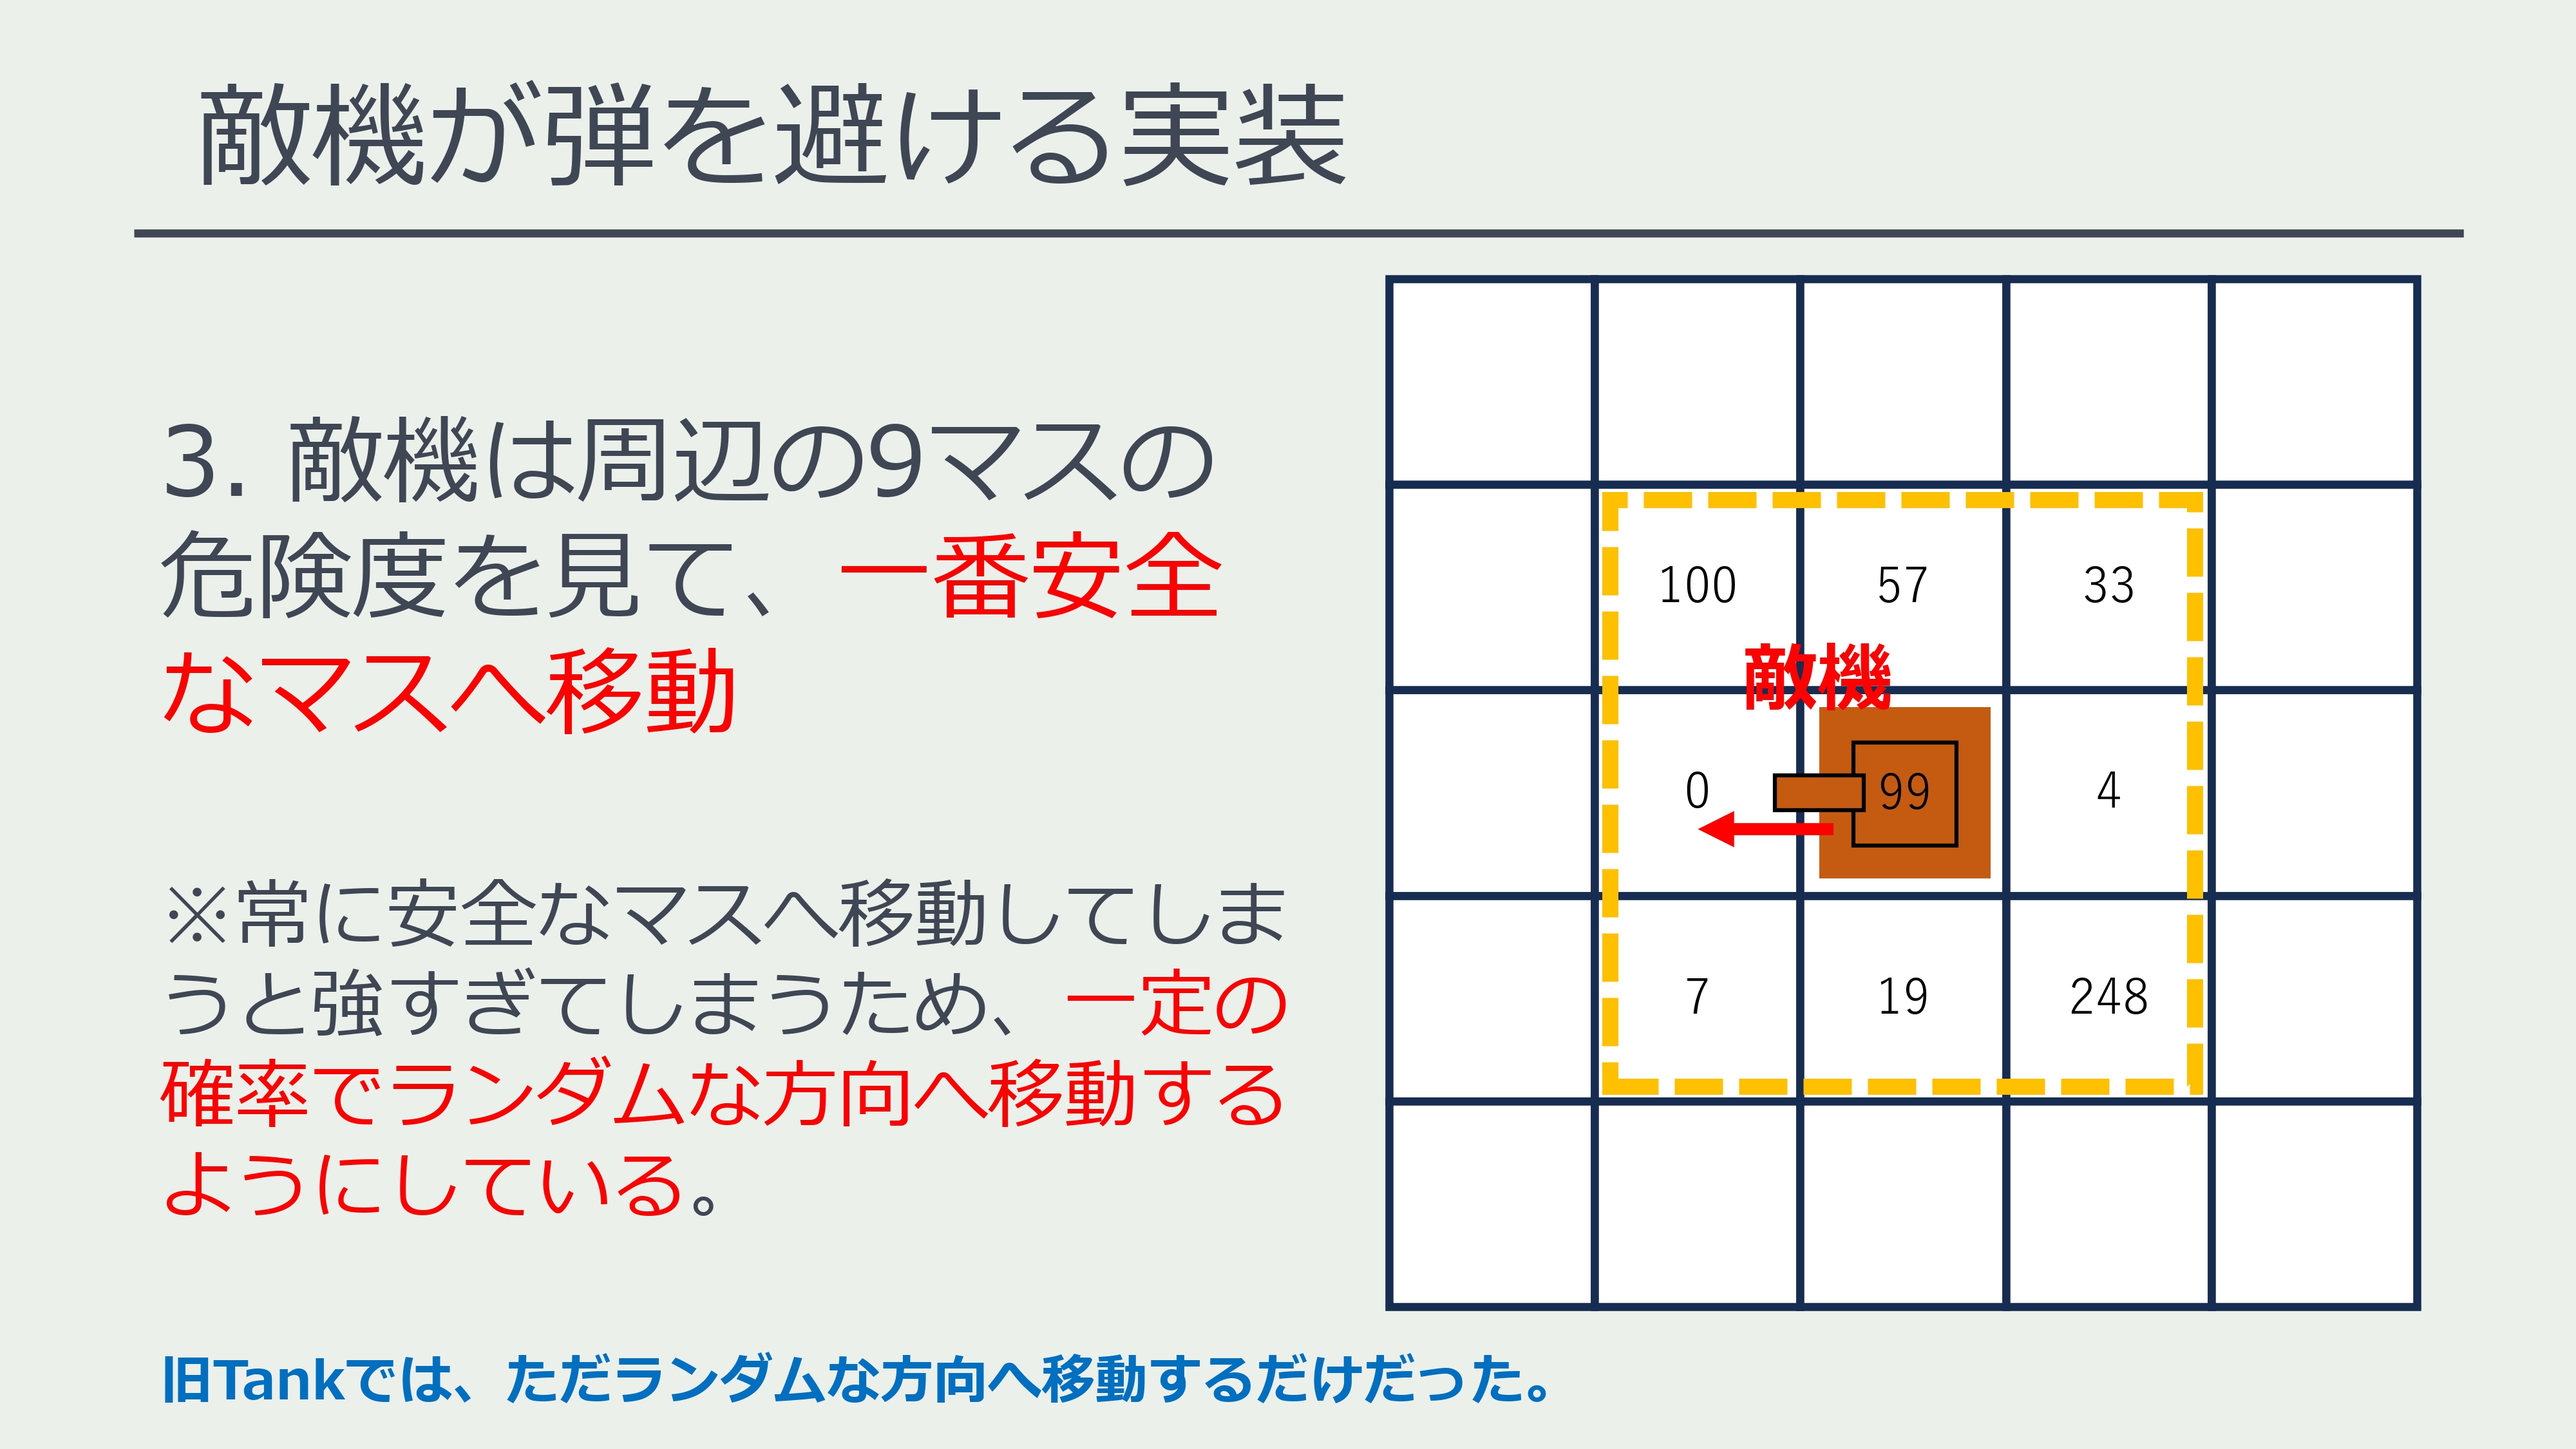 敵機が弾を避ける実装
3. 敵機は周辺の9マスの
危険度を見て、一番安全
なマスへ移動
※常に安全なマスへ移動してしま
うと強すぎてしまうため、一定の
確率でランダムな方向へ移動する
ようにしている。
100 57 33
敵機
0 99 4
7 19 248
旧Tankでは、ただランダムな方向へ移動するだけだった。